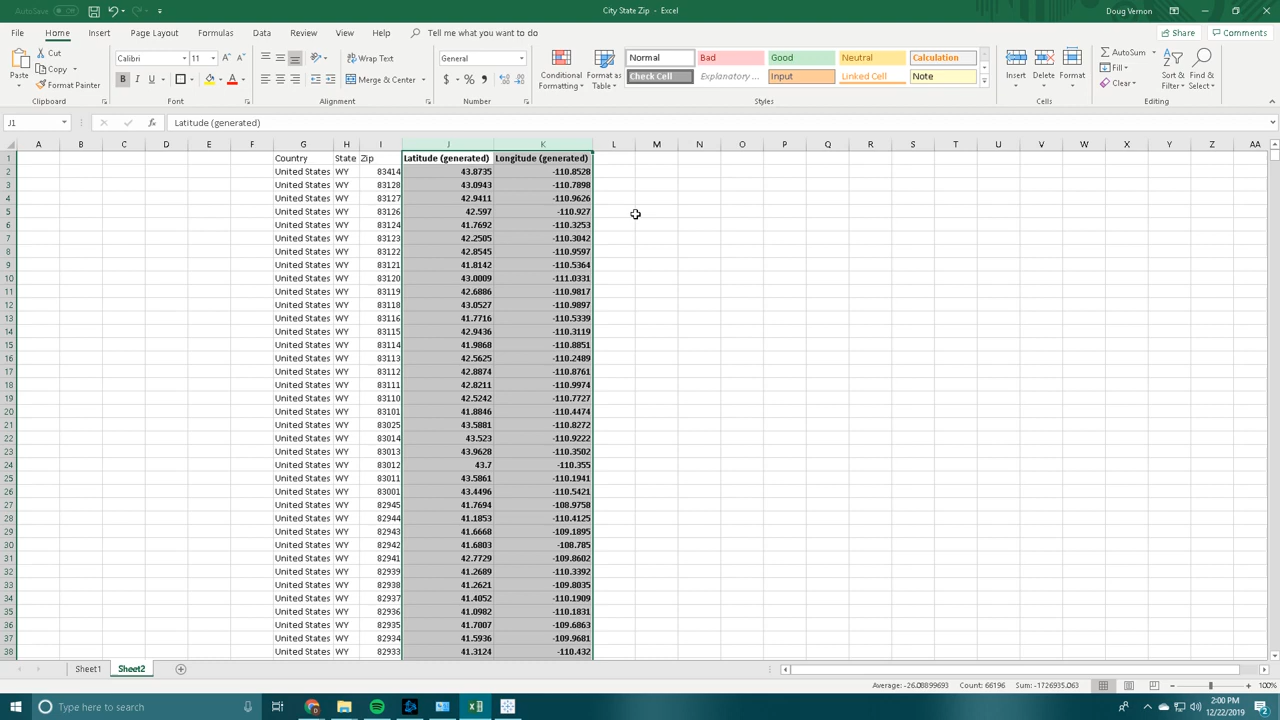 AutoSave Off City State Zip - Excel Doug Vernon
File Home Insert Page Layout Formulas Data Review View Help Tell me what you want to do Share Comments
Paste Cut Copy Format Painter
Calibri 11 B I U A A A
Wrap Text Merge & Center
General $ % ,
Conditional Formatting Format as Table
Normal Bad Good Neutral Calculation
Check Cell Explanatory ... Input Linked Cell Note
Insert Delete Format
AutoSum Fill Clear Sort & Filter Find & Select
Clipboard Font Alignment Number Styles Cells Editing
J1 fx Latitude (generated)
A B C D E F G H I J K L M N O P Q R S T U V W X Y Z AA
1 Country State Zip Latitude (generated) Longitude (generated)
2 United States WY 83414 43.8735 -110.8528
3 United States WY 83128 43.0943 -110.7898
4 United States WY 83127 42.9411 -110.9626
5 United States WY 83126 42.597 -110.927
6 United States WY 83124 41.7692 -110.3253
7 United States WY 83123 42.2505 -110.3042
8 United States WY 83122 42.8545 -110.9597
9 United States WY 83121 41.8142 -110.5364
10 United States WY 83120 43.0009 -111.0331
11 United States WY 83119 42.6886 -110.9817
12 United States WY 83118 43.0527 -110.9897
13 United States WY 83116 41.7716 -110.5339
14 United States WY 83115 42.9436 -110.3119
15 United States WY 83114 41.9868 -110.8851
16 United States WY 83113 42.5625 -110.2489
17 United States WY 83112 42.8874 -110.8761
18 United States WY 83111 42.8211 -110.9974
19 United States WY 83110 42.5242 -110.7727
20 United States WY 83101 41.8846 -110.4474
21 United States WY 83025 43.5881 -110.8272
22 United States WY 83014 43.523 -110.9222
23 United States WY 83013 43.9628 -110.3502
24 United States WY 83012 43.7 -110.355
25 United States WY 83011 43.5861 -110.1941
26 United States WY 83001 43.4496 -110.5421
27 United States WY 82945 41.7694 -108.9758
28 United States WY 82944 41.1853 -110.4125
29 United States WY 82943 41.6668 -109.1895
30 United States WY 82942 41.6803 -108.785
31 United States WY 82941 42.7729 -109.8602
32 United States WY 82939 41.2689 -110.3392
33 United States WY 82938 41.2621 -109.8035
34 United States WY 82937 41.4052 -110.1909
35 United States WY 82936 41.0982 -110.1831
36 United States WY 82935 41.7007 -109.6863
37 United States WY 82934 41.5936 -109.9681
38 United States WY 82933 41.3124 -110.432
Sheet1 Sheet2
Average: -26.08899693 Count: 66196 Sum: -1726935.063 100%
Type here to search 2:00 PM
12/22/2019 2